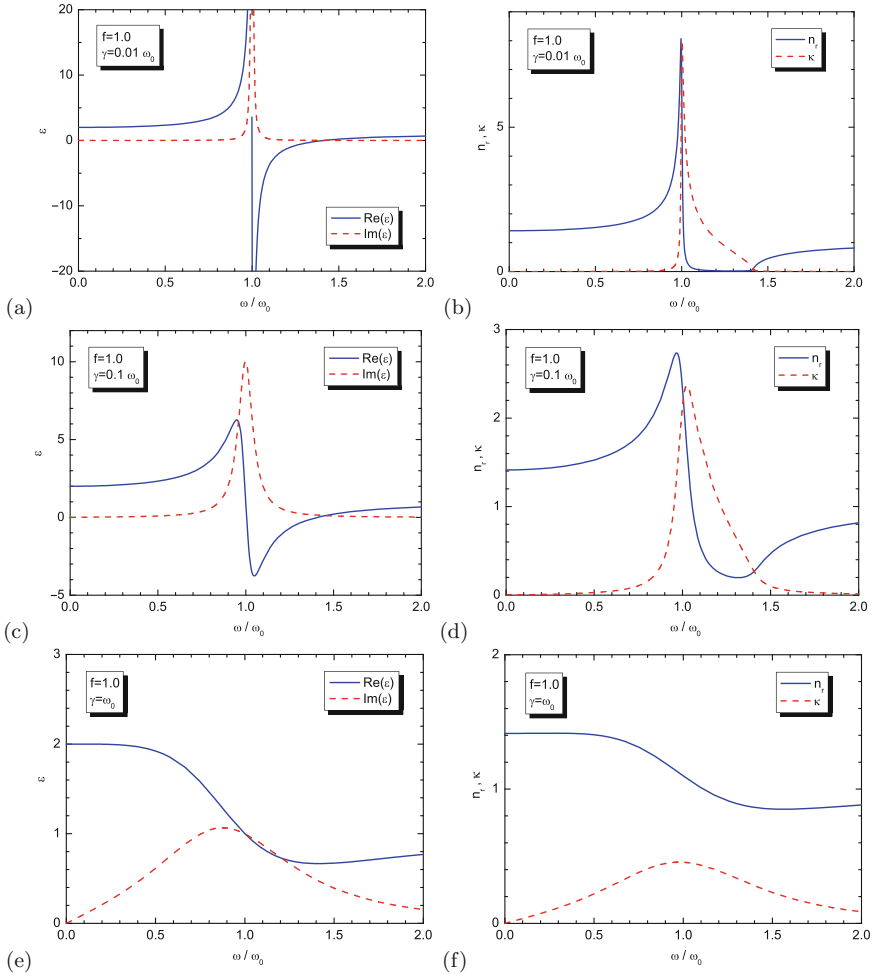 20
10
0
−10
−20
ε
f=1.0
γ=0.01 ω₀
Re(ε)
Im(ε)
0.0 0.5 1.0 1.5 2.0
ω / ω₀
(a)
5
0
nᵣ, κ
f=1.0
γ=0.01 ω₀
nᵣ
κ
0.0 0.5 1.0 1.5 2.0
ω / ω₀
(b)
10
5
0
−5
ε
f=1.0
γ=0.1 ω₀
Re(ε)
Im(ε)
0.0 0.5 1.0 1.5 2.0
ω / ω₀
(c)
3
2
1
0
nᵣ, κ
f=1.0
γ=0.1 ω₀
nᵣ
κ
0.0 0.5 1.0 1.5 2.0
ω / ω₀
(d)
3
2
1
0
ε
f=1.0
γ=ω₀
Re(ε)
Im(ε)
0.0 0.5 1.0 1.5 2.0
ω / ω₀
(e)
2
1
0
nᵣ, κ
f=1.0
γ=ω₀
nᵣ
κ
0.0 0.5 1.0 1.5 2.0
ω / ω₀
(f)